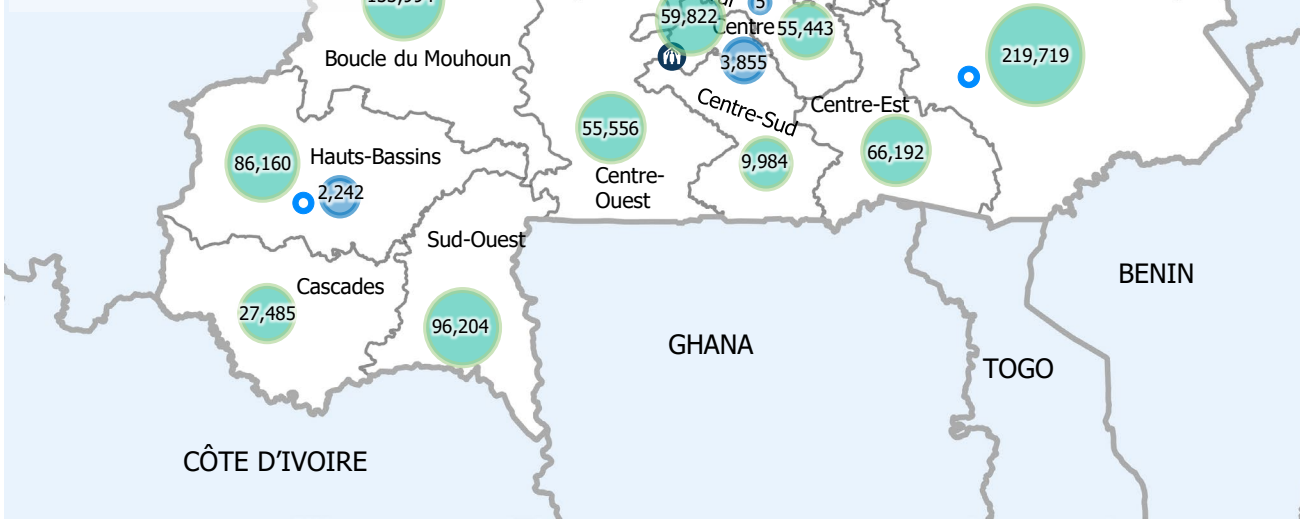 59,822
5
Centre
55,443
219,719
Boucle du Mouhoun
3,855
Centre-Sud
Centre-Est
55,556
86,160
Hauts-Bassins
9,984
66,192
2,242
Centre-
Ouest
Sud-Ouest
BENIN
Cascades
27,485
96,204
GHANA
TOGO
CÔTE D'IVOIRE